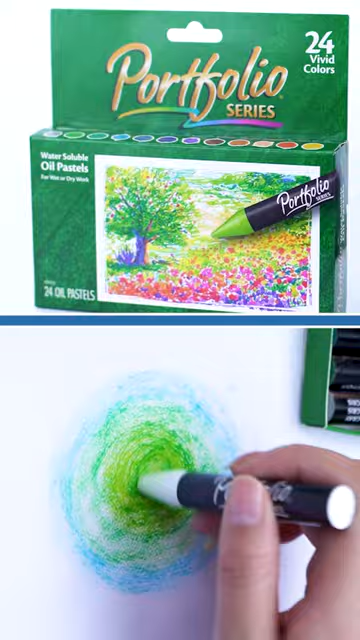 24
Vivid
Colors
Portfolio
SERIES
Water Soluble
Oil Pastels
For Wet or Dry Work
Portfolio
SERIES
24 OIL PASTELS